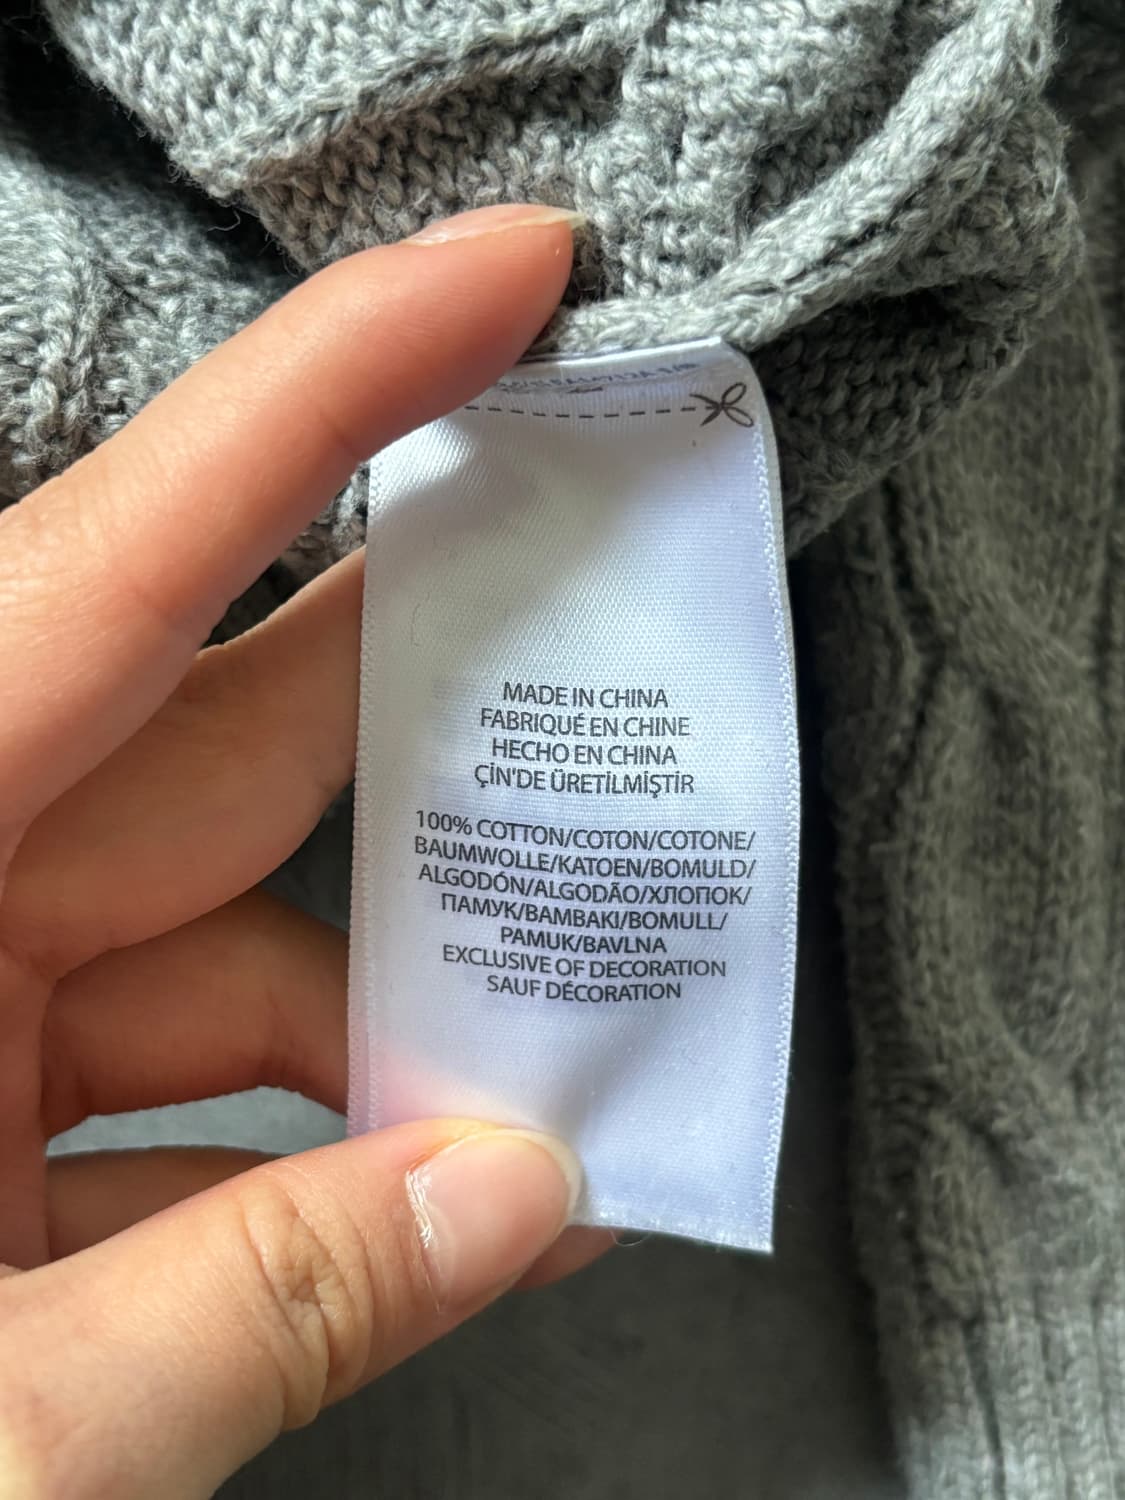 MADE IN CHINA
FABRIQUÉ EN CHINE
HECHO EN CHINA
ÇİN'DE ÜRETİLMİŞTİR
100% COTTON/COTON/COTONE/
BAUMWOLLE/KATOEN/BOMULD/
ALGODÓN/ALGODÃO/ХЛОПОК/
ПАМУК/ΒΑΜΒΑΚΙ/BOMULL/
PAMUK/BAVLNA
EXCLUSIVE OF DECORATION
SAUF DÉCORATION